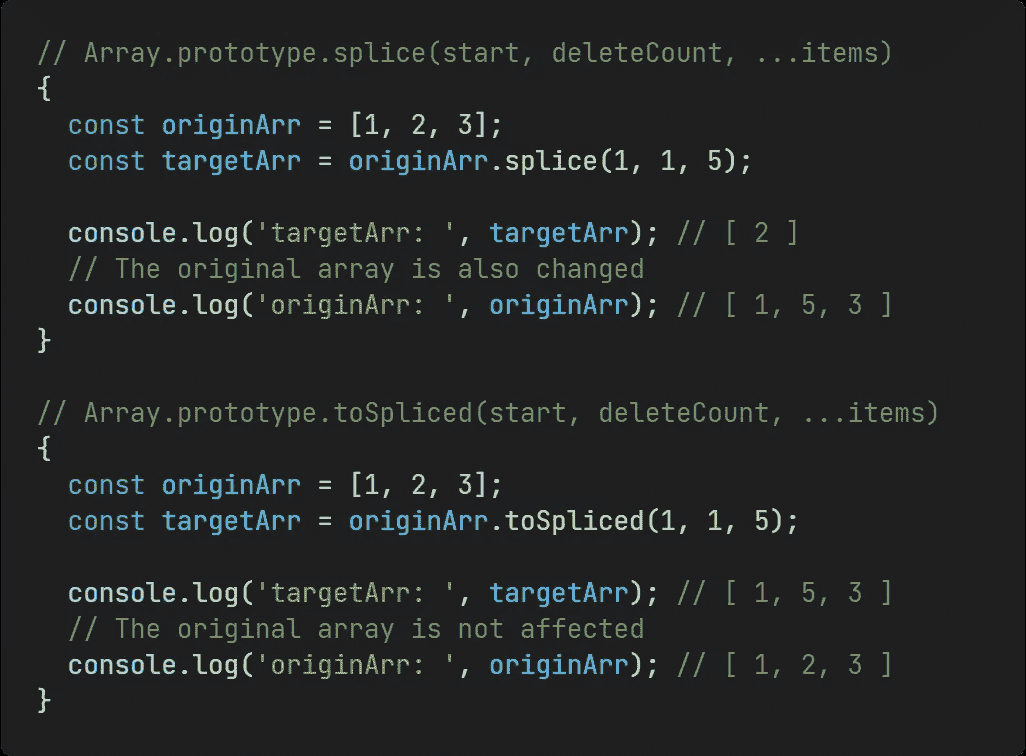 // Array.prototype.splice(start, deleteCount, ...items)
{
  const originArr = [1, 2, 3];
  const targetArr = originArr.splice(1, 1, 5);

  console.log('targetArr: ', targetArr); // [ 2 ]
  // The original array is also changed
  console.log('originArr: ', originArr); // [ 1, 5, 3 ]
}

// Array.prototype.toSpliced(start, deleteCount, ...items)
{
  const originArr = [1, 2, 3];
  const targetArr = originArr.toSpliced(1, 1, 5);

  console.log('targetArr: ', targetArr); // [ 1, 5, 3 ]
  // The original array is not affected
  console.log('originArr: ', originArr); // [ 1, 2, 3 ]
}